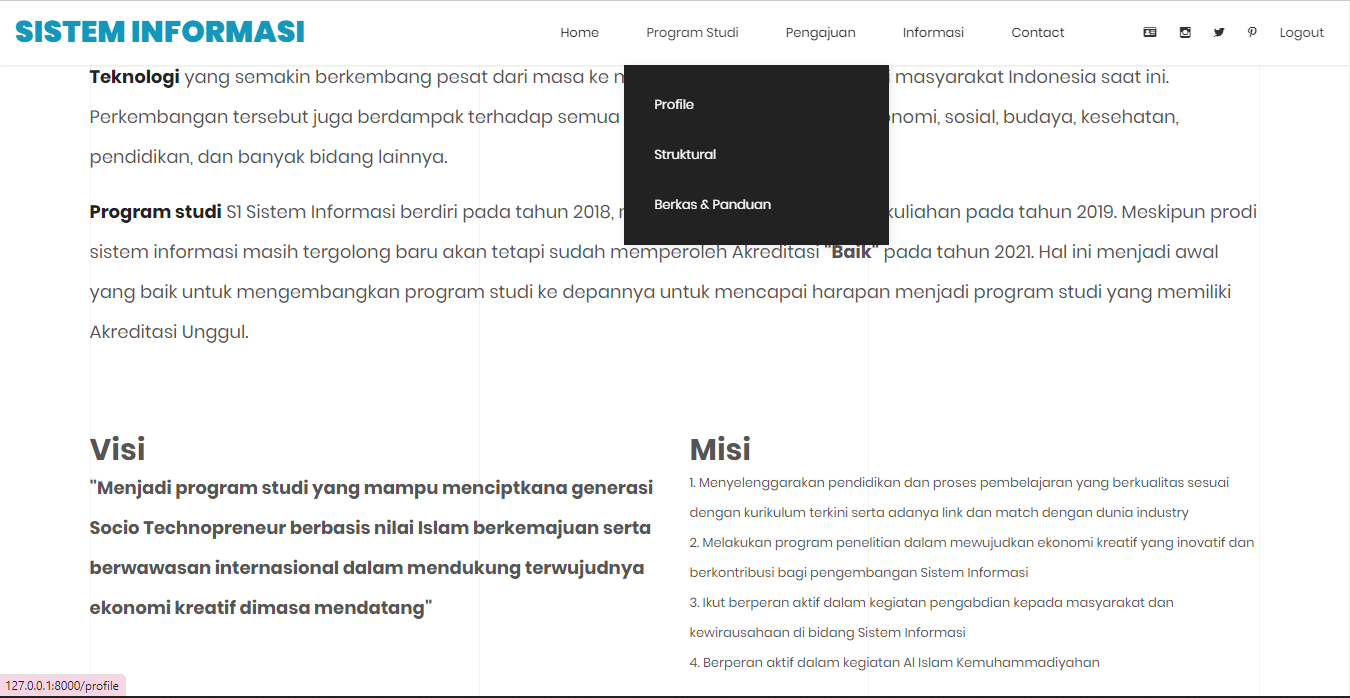 SISTEM INFORMASI
Home Program Studi Pengajuan Informasi Contact Logout
Profile
Struktural
Berkas & Panduan
Teknologi yang semakin berkembang pesat dari masa ke masyarakat Indonesia saat ini.
Perkembangan tersebut juga berdampak terhadap semua sosial, budaya, kesehatan,
pendidikan, dan banyak bidang lainnya.
Program studi S1 Sistem Informasi berdiri pada tahun 2018, pada tahun 2019. Meskipun prodi
sistem informasi masih tergolong baru akan tetapi sudah memperoleh Akreditasi "Baik" pada tahun 2021. Hal ini menjadi awal
yang baik untuk mengembangkan program studi ke depannya untuk mencapai harapan menjadi program studi yang memiliki
Akreditasi Unggul.
Visi
"Menjadi program studi yang mampu menciptkana generasi
Socio Technopreneur berbasis nilai Islam berkemajuan serta
berwawasan internasional dalam mendukung terwujudnya
ekonomi kreatif dimasa mendatang"
Misi
1. Menyelenggarakan pendidikan dan proses pembelajaran yang berkualitas sesuai
dengan kurikulum terkini serta adanya link dan match dengan dunia industry
2. Melakukan program penelitian dalam mewujudkan ekonomi kreatif yang inovatif dan
berkontribusi bagi pengembangan Sistem Informasi
3. Ikut berperan aktif dalam kegiatan pengabdian kepada masyarakat dan
kewirausahaan di bidang Sistem Informasi
4. Berperan aktif dalam kegiatan Al Islam Kemuhammadiyahan
127.0.0.1:8000/profile